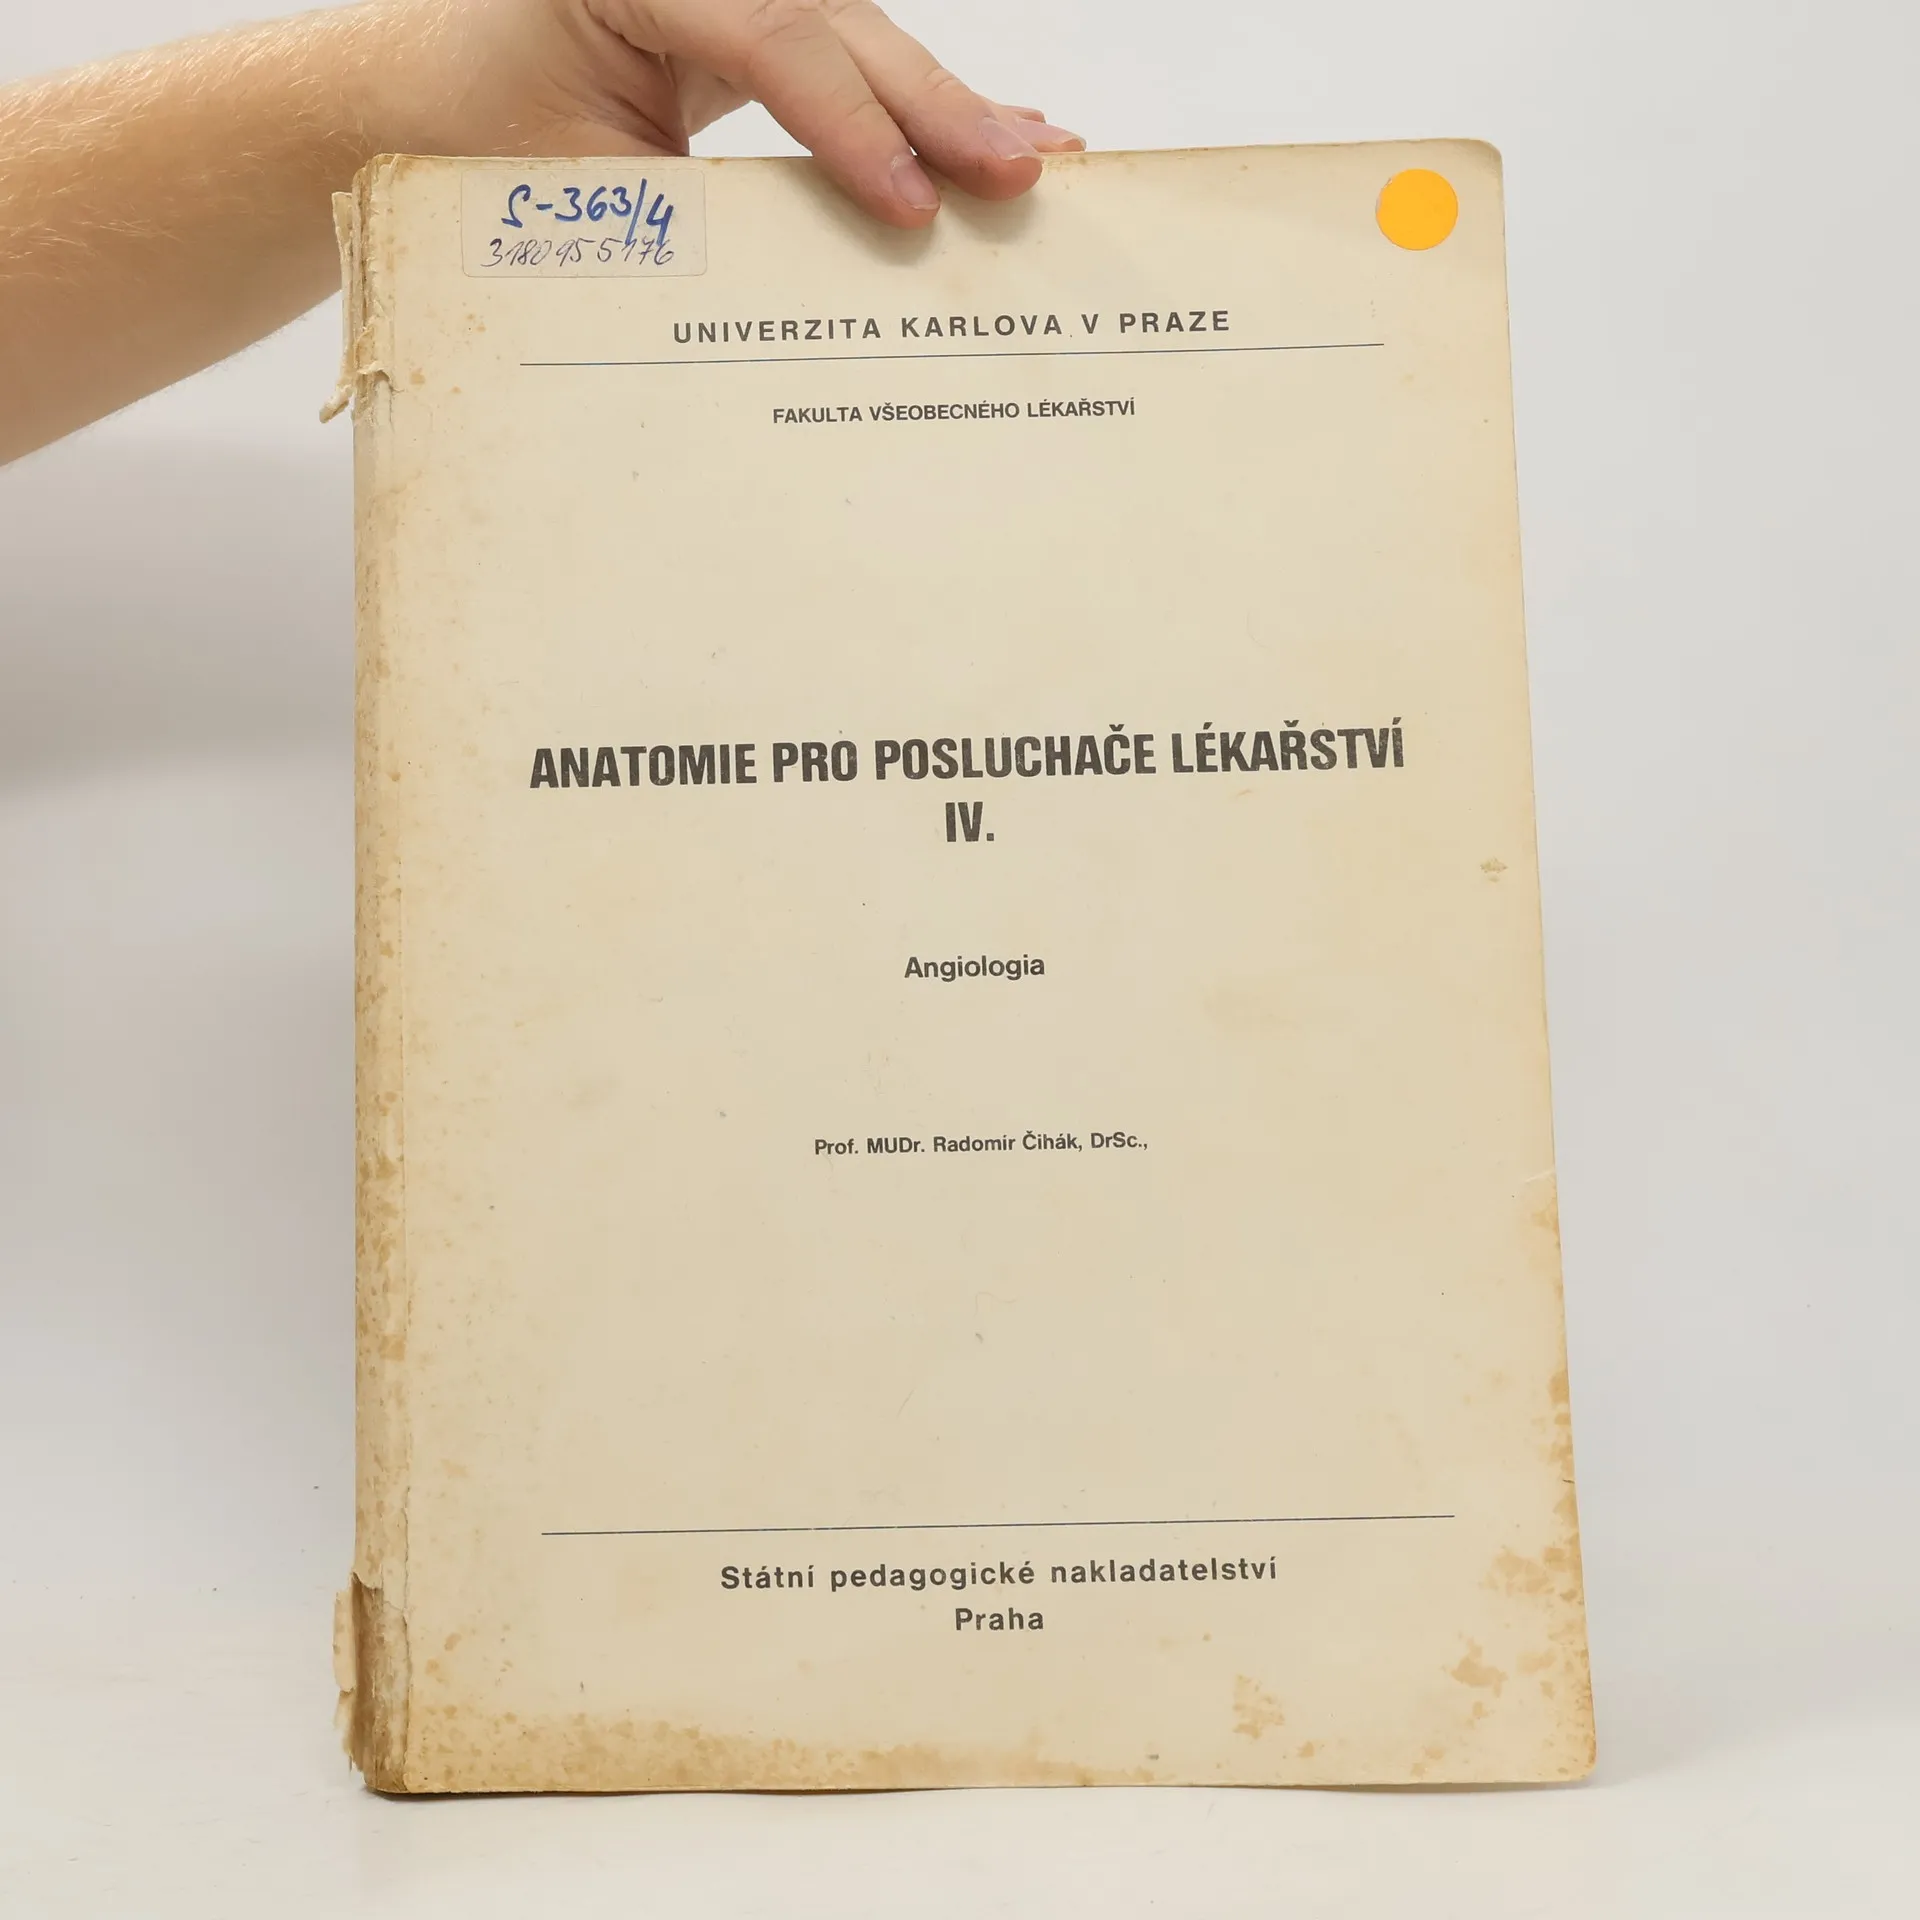 S-363/4
3180955176
UNIVERZITA KARLOVA V PRAZE
FAKULTA VŠEOBECNÉHO LÉKAŘSTVÍ
ANATOMIE PRO POSLUCHAČE LÉKAŘSTVÍ
IV.
Angiologia
Prof. MUDr. Radomír Čihák, DrSc.,
Státní pedagogické nakladatelství
Praha